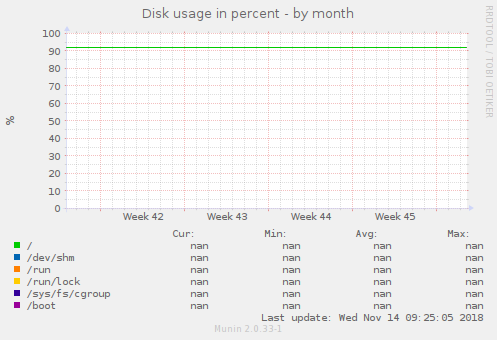 Disk usage in percent - by month
RRDTOOL / TOBI OETIKER
%
100
90
80
70
60
50
40
30
20
10
0
Week 42 Week 43 Week 44 Week 45
Cur: Min: Avg: Max:
/ nan nan nan nan
/dev/shm nan nan nan nan
/run nan nan nan nan
/run/lock nan nan nan nan
/sys/fs/cgroup nan nan nan nan
/boot nan nan nan nan
Last update: Wed Nov 14 09:25:05 2018
Munin 2.0.33-1